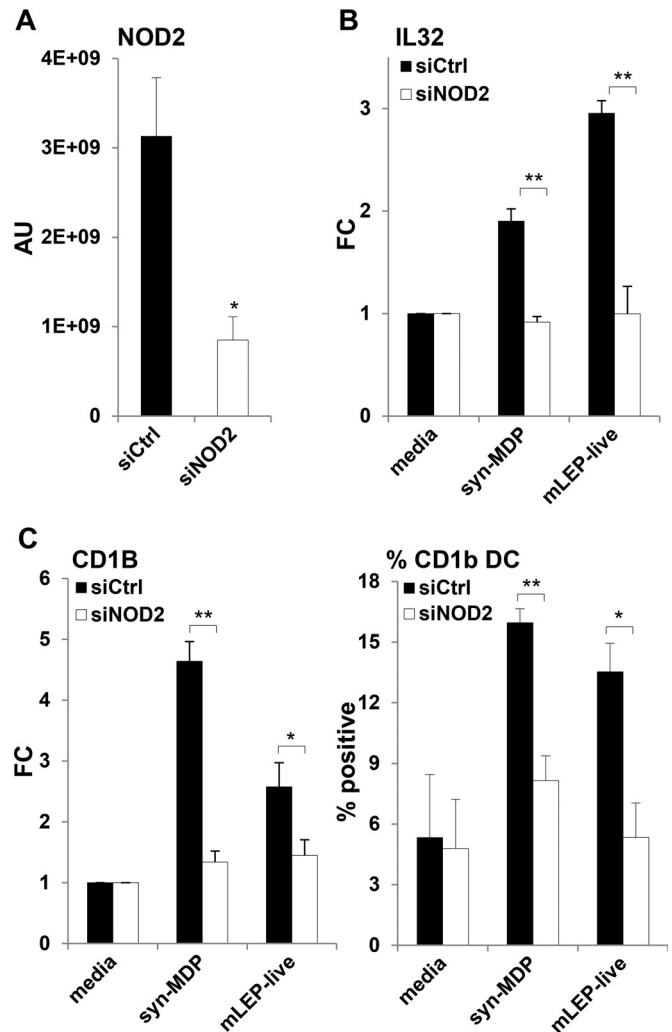 A
NOD2
4E+09
3E+09
2E+09
1E+09
0
AU
*
siCtrl
siNOD2
B
IL32
siCtrl
siNOD2
3
2
1
0
FC
**
**
media
syn-MDP
mLEP-live
C
CD1B
siCtrl
siNOD2
6
5
4
3
2
1
0
FC
**
*
media
syn-MDP
mLEP-live
% CD1b DC
siCtrl
siNOD2
18
15
12
9
6
3
0
% positive
**
*
media
syn-MDP
mLEP-live